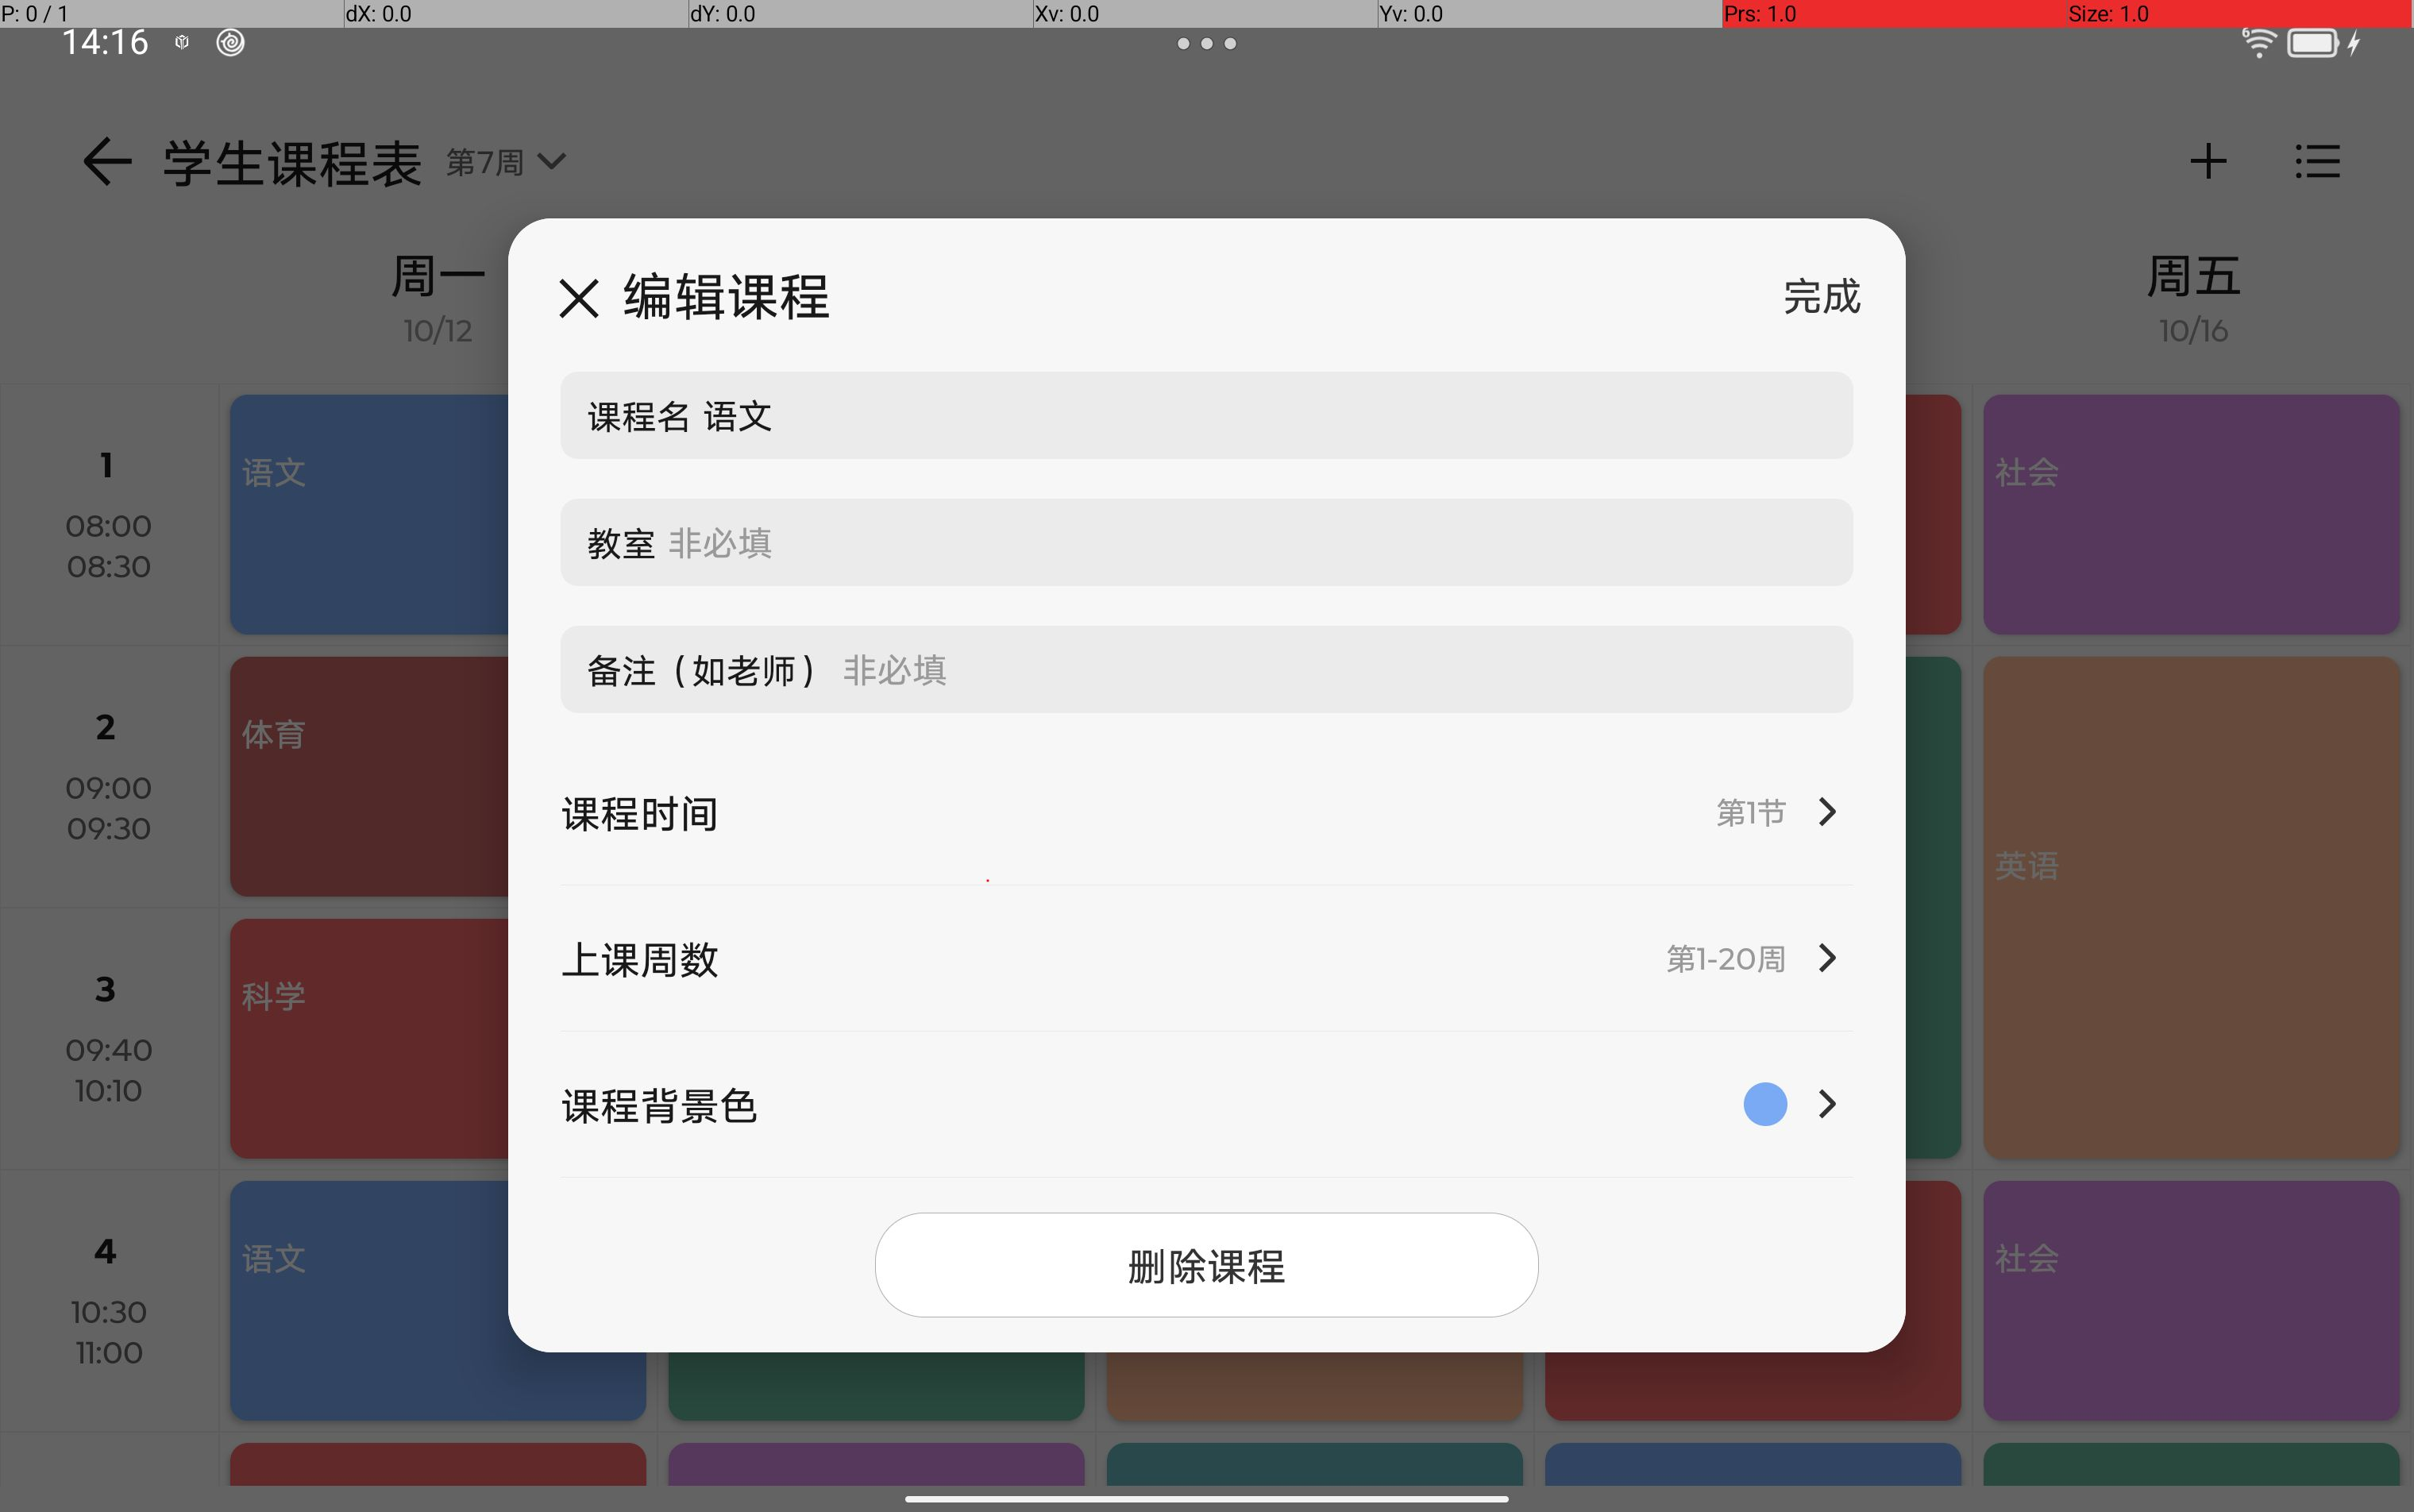 P: 0 / 1 dX: 0.0 dY: 0.0 Xv: 0.0 Yv: 0.0 Prs: 1.0 Size: 1.0
14:16
6
学生课程表 第7周
周一
10/12
周五
10/16
编辑课程
完成
课程名 语文
教室 非必填
备注（如老师） 非必填
课程时间 第1节
上课周数 第1-20周
课程背景色
删除课程
1
08:00
08:30
语文
社会
2
09:00
09:30
体育
英语
3
09:40
10:10
科学
4
10:30
11:00
语文
社会